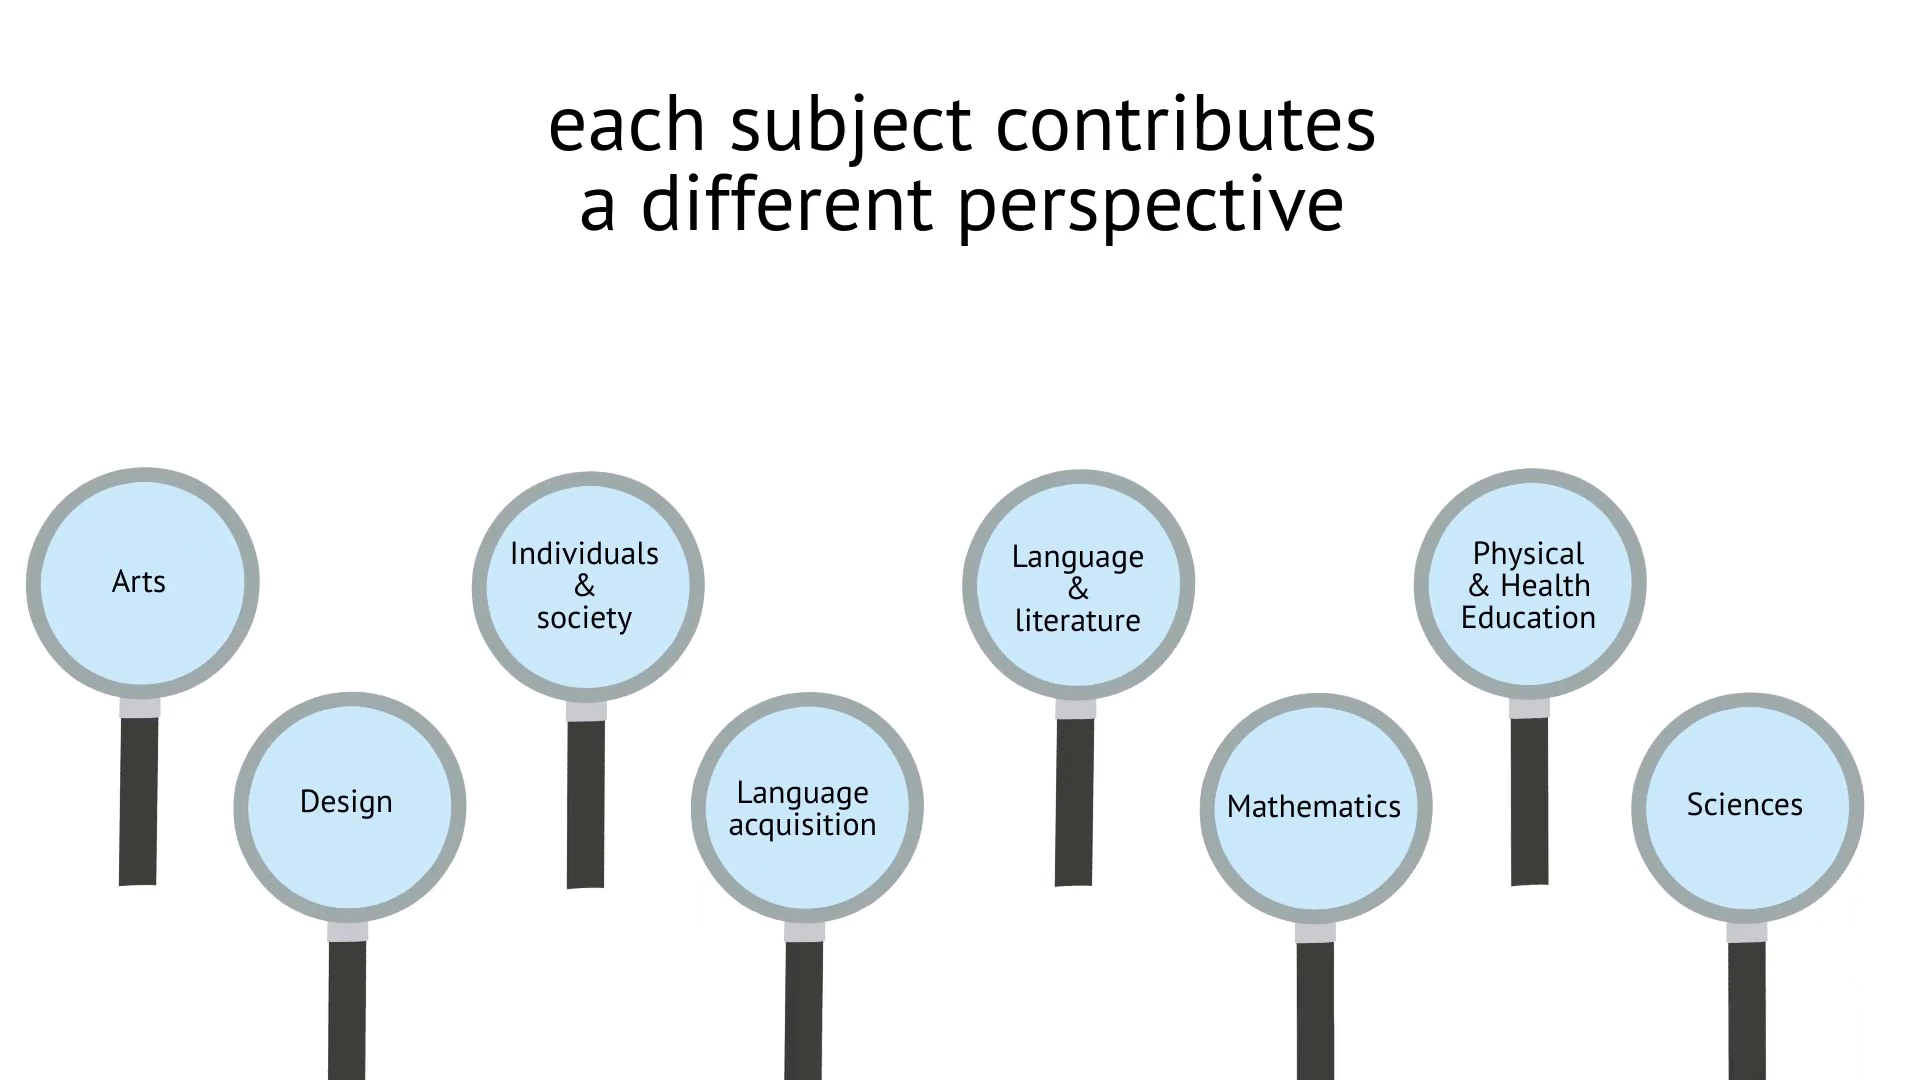 each subject contributes
a different perspective
Arts
Individuals
&
society
Language
&
literature
Physical
& Health
Education
Design
Language
acquisition
Mathematics
Sciences